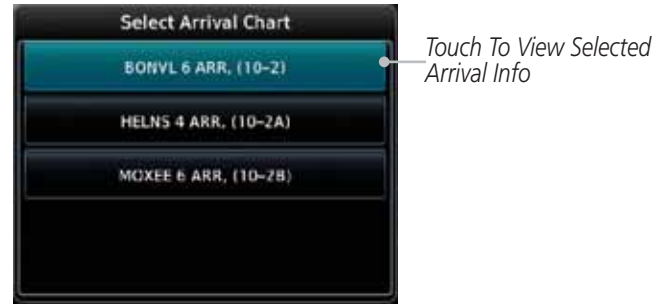 Select Arrival Chart
BONVL 6 ARR, (10-2)
HELNS 4 ARR, (10-2A)
MOXEE 6 ARR, (10-2B)
Touch To View Selected
Arrival Info